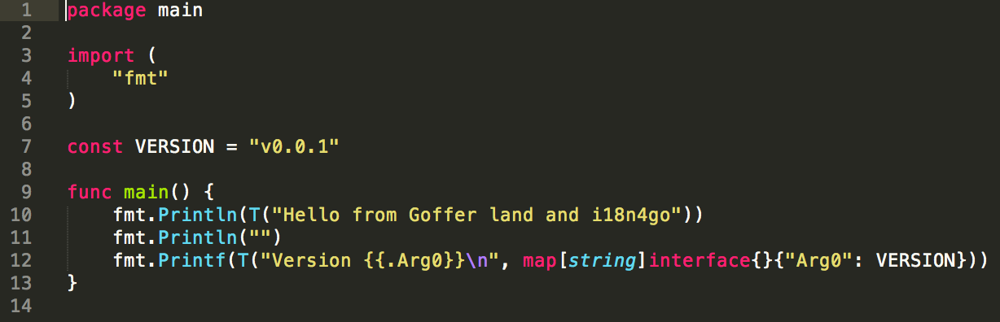 1 package main
2
3 import (
4     "fmt"
5 )
6
7 const VERSION = "v0.0.1"
8
9 func main() {
10     fmt.Println(T("Hello from Goffer land and i18n4go"))
11     fmt.Println("")
12     fmt.Printf(T("Version {{.Arg0}}\n", map[string]interface{}{"Arg0": VERSION}))
13 }
14